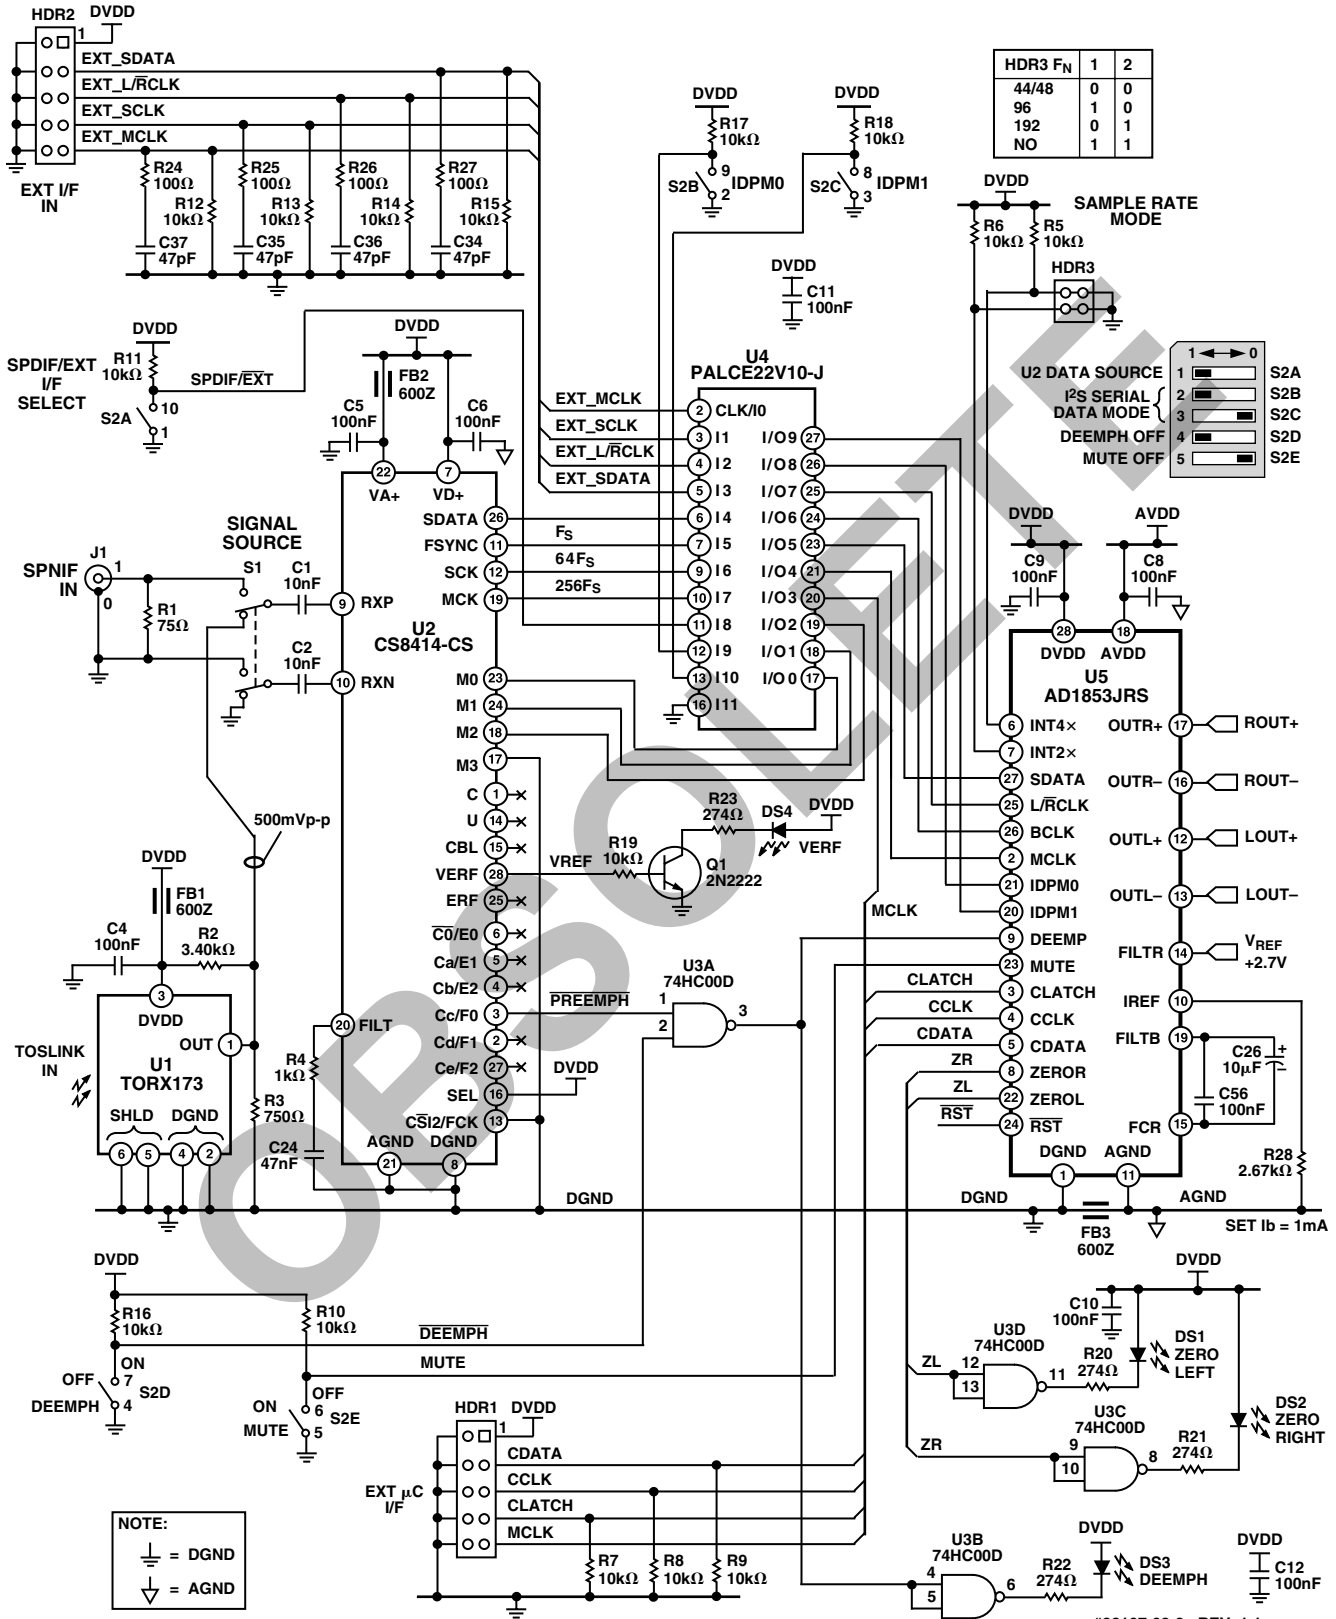 HDR2 DVDD
1
EXT_SDATA
EXT_L/R̅CLK
EXT_SCLK
EXT_MCLK
EXT I/F
IN
R24
100Ω
R12
10kΩ
C37
47pF
R25
100Ω
R13
10kΩ
C35
47pF
R26
100Ω
R14
10kΩ
C36
47pF
R27
100Ω
R15
10kΩ
C34
47pF
DVDD
R17
10kΩ
S2B
9
2
IDPM0
DVDD
R18
10kΩ
S2C
8
3
IDPM1
HDR3 FN 1 2
44/48 0 0
96 1 0
192 0 1
NO 1 1
DVDD
SAMPLE RATE
MODE
R6
10kΩ
R5
10kΩ
HDR3
DVDD
C11
100nF
SPDIF/EXT
I/F
SELECT
DVDD
R11
10kΩ
SPDIF/E̅X̅T̅
S2A
10
1
DVDD
FB2
600Z
C5
100nF
C6
100nF
1 0
U2 DATA SOURCE 1 S2A
I²S SERIAL
DATA MODE
2 S2B
3 S2C
DEEMPH OFF 4 S2D
MUTE OFF 5 S2E
U4
PALCE22V10-J
EXT_MCLK 2 CLK/I0
EXT_SCLK 3 I1 I/O9 27
EXT_L/R̅CLK 4 I2 I/O8 26
EXT_SDATA 5 I3 I/O7 25
6 I4 I/O6 24
FS 7 I5 I/O5 23
64FS 9 I6 I/O4 21
256FS 10 I7 I/O3 20
11 I8 I/O2 19
12 I9 I/O1 18
13 I10 I/O 0 17
16 I11
22 VA+
7 VD+
U2
CS8414-CS
SDATA 26
FSYNC 11
SCK 12
MCK 19
9 RXP
10 RXN
M0 23
M1 24
M2 18
M3 17
C 1
U 14
CBL 15
VERF 28
ERF 25
C̅0̅/E0 6
Ca/E1 5
Cb/E2 4
Cc/F0 3
Cd/F1 2
Ce/F2 27
SEL 16
CS̅12/FCK 13
20 FILT
AGND
21
DGND
8
DVDD
J1
SPNIF
IN
1
0
R1
75Ω
SIGNAL
SOURCE
S1
C1
10nF
C2
10nF
500mVp-p
DVDD
FB1
600Z
C4
100nF
R2
3.40kΩ
3
DVDD
OUT 1
TOSLINK
IN
U1
TORX173
SHLD DGND
6 5 4 2
R3
750Ω
R4
1kΩ
C24
47nF
VREF
R19
10kΩ
R23
274Ω
DS4
DVDD
VERF
Q1
2N2222
P̅R̅E̅E̅M̅P̅H̅
U3A
74HC00D
1
2
3
MCLK
CLATCH
CCLK
CDATA
ZR
ZL
R̅S̅T̅
DVDD
C9
100nF
AVDD
C8
100nF
28
DVDD
18
AVDD
U5
AD1853JRS
6 INT4×
7 INT2×
27 SDATA
25 L/R̅CLK
26 BCLK
2 MCLK
21 IDPM0
20 IDPM1
9 DEEMP
23 MUTE
3 CLATCH
4 CCLK
5 CDATA
8 ZEROR
22 ZEROL
24 R̅S̅T̅
OUTR+ 17 ROUT+
OUTR– 16 ROUT–
OUTL+ 12 LOUT+
OUTL– 13 LOUT–
FILTR 14 VREF
+2.7V
IREF 10
FILTB 19
FCR 15
C26
10μF
+
–
C56
100nF
R28
2.67kΩ
DGND
1
AGND
11
DGND
DGND
FB3
600Z
AGND
SET Ib = 1mA
DVDD
R16
10kΩ
R10
10kΩ
D̅E̅E̅M̅P̅H̅
MUTE
OFF
DEEMPH
ON
7
4
S2D
ON
MUTE
OFF
6
5
S2E
HDR1 DVDD
1
EXT μC
I/F
CDATA
CCLK
CLATCH
MCLK
R7
10kΩ
R8
10kΩ
R9
10kΩ
DVDD
C10
100nF
U3D
74HC00D
ZL 12
13
11
R20
274Ω
DS1
ZERO
LEFT
U3C
74HC00D
ZR 9
10
8
R21
274Ω
DS2
ZERO
RIGHT
U3B
74HC00D
4
5
6
R22
274Ω
DVDD
DS3
DEEMPH
DVDD
C12
100nF
NOTE:
= DGND
= AGND
OBSOLETE